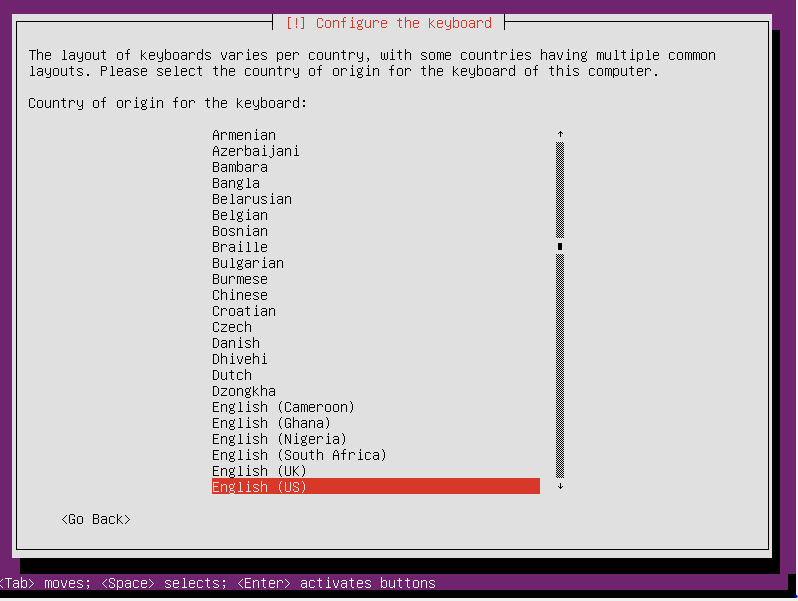 [!] Configure the keyboard
The layout of keyboards varies per country, with some countries having multiple common
layouts. Please select the country of origin for the keyboard of this computer.
Country of origin for the keyboard:
Armenian
Azerbaijani
Bambara
Bangla
Belarusian
Belgian
Bosnian
Braille
Bulgarian
Burmese
Chinese
Croatian
Czech
Danish
Dhivehi
Dutch
Dzongkha
English (Cameroon)
English (Ghana)
English (Nigeria)
English (South Africa)
English (UK)
English (US)
<Go Back>
<Tab> moves; <Space> selects; <Enter> activates buttons